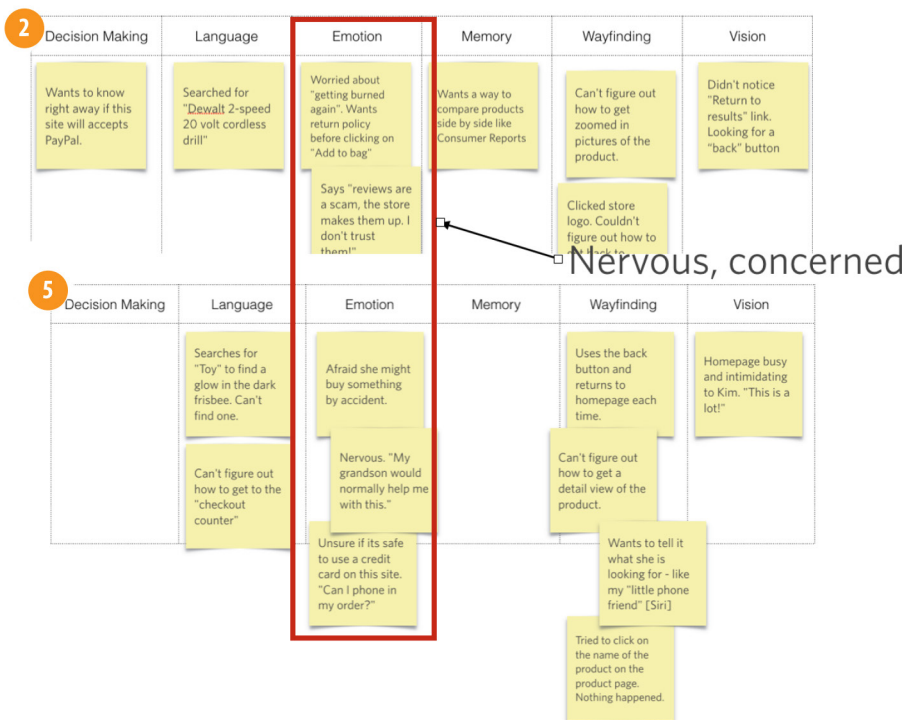 2
Decision Making
Language
Emotion
Memory
Wayfinding
Vision
Wants to know
right away if this
site will accepts
PayPal.
Searched for
"Dewalt 2-speed
20 volt cordless
drill"
Worried about
"getting burned
again". Wants
return policy
before clicking on
"Add to bag"
Says "reviews are
a scam, the store
makes them up. I
don't trust
them!"
Wants a way to
compare products
side by side like
Consumer Reports
Can't figure out
how to get
zoomed in
pictures of the
product.
Clicked store
logo. Couldn't
figure out how to
Didn't notice
"Return to
results" link.
Looking for a
"back" button
Nervous, concerned
5
Decision Making
Language
Emotion
Memory
Wayfinding
Vision
Searches for
"Toy" to find a
glow in the dark
frisbee. Can't
find one.
Can't figure out
how to get to the
"checkout
counter"
Afraid she might
buy something
by accident.
Nervous. "My
grandson would
normally help me
with this."
Unsure if its safe
to use a credit
card on this site.
"Can I phone in
my order?"
Uses the back
button and
returns to
homepage each
time.
Can't figure out
how to get a
detail view of the
product.
Wants to tell it
what she is
looking for - like
my "little phone
friend" [Siri]
Tried to click on
the name of the
product on the
product page.
Nothing happened.
Homepage busy
and intimidating
to Kim. "This is a
lot!"